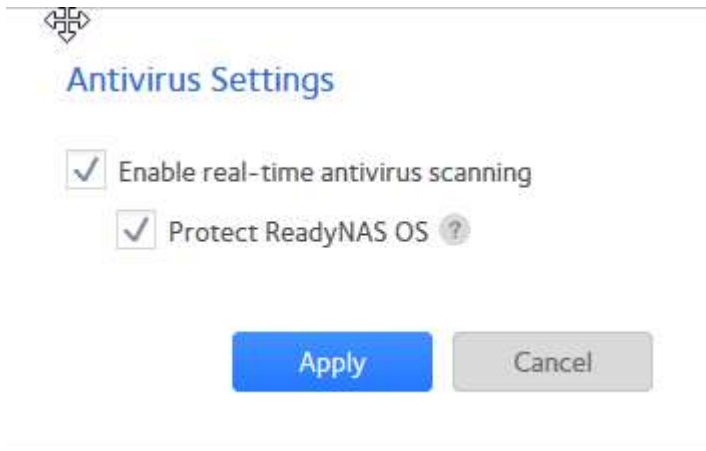 Antivirus Settings
Enable real-time antivirus scanning
Protect ReadyNAS OS ?
Apply Cancel